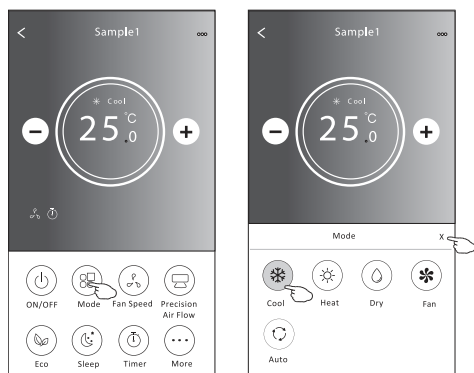 Sample1
Cool
25.0°C
ON/OFF
Mode
Fan Speed
Precision
Air Flow
Eco
Sleep
Timer
More
Sample1
Cool
25.0°C
Mode
X
Cool
Heat
Dry
Fan
Auto